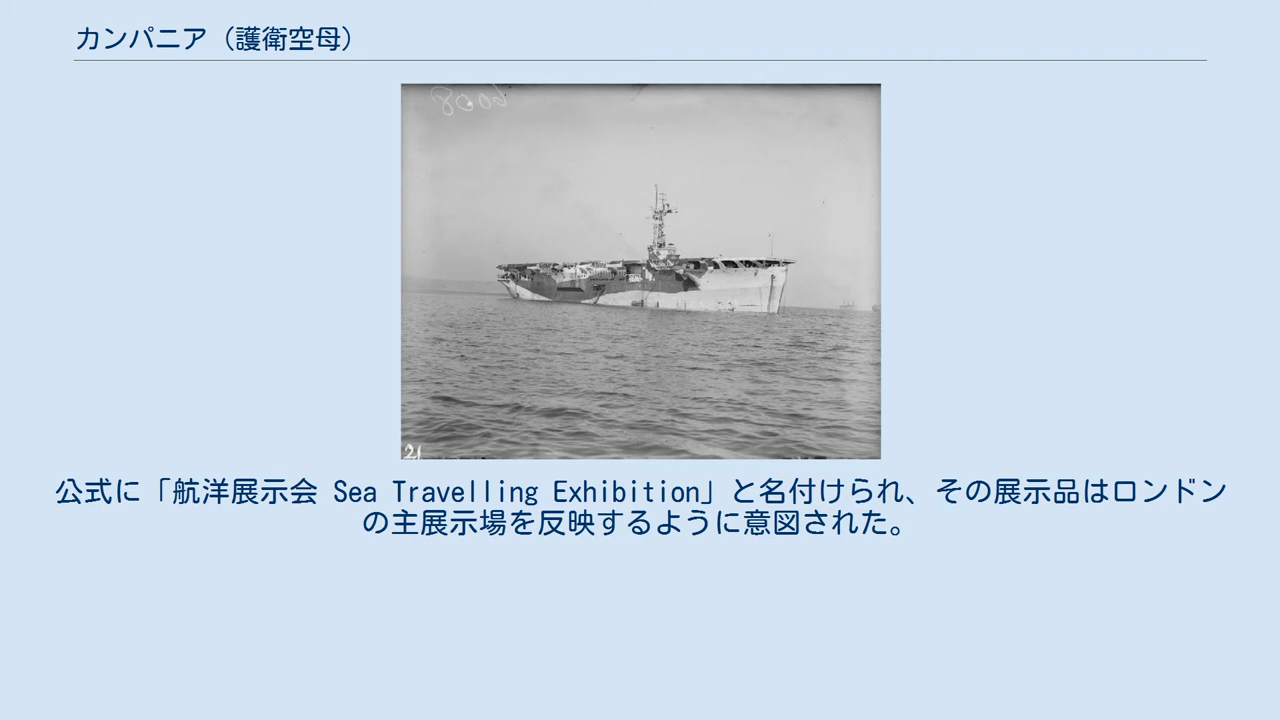 カンパニア（護衛空母）
21
公式に「航洋展示会 Sea Travelling Exhibition」と名付けられ、その展示品はロンドン
の主展示場を反映するように意図された。